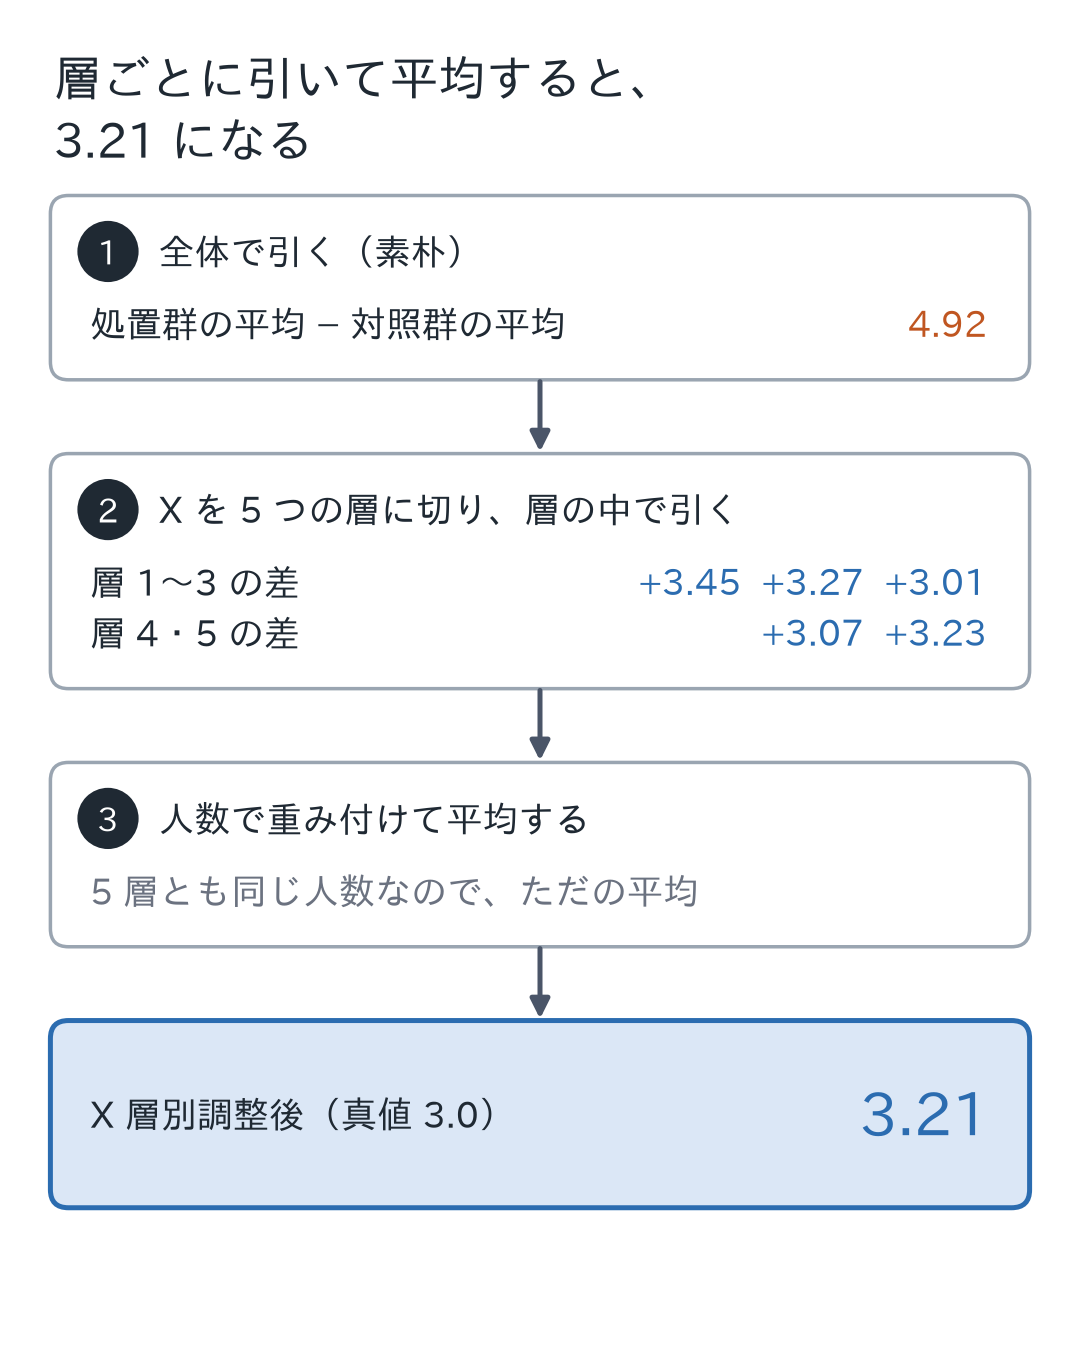 層ごとに引いて平均すると、
3.21 になる
1 全体で引く（素朴）
処置群の平均 − 対照群の平均 4.92
2 X を 5 つの層に切り、層の中で引く
層 1〜3 の差 +3.45 +3.27 +3.01
層 4・5 の差 +3.07 +3.23
3 人数で重み付けて平均する
5 層とも同じ人数なので、ただの平均
X 層別調整後（真値 3.0） 3.21